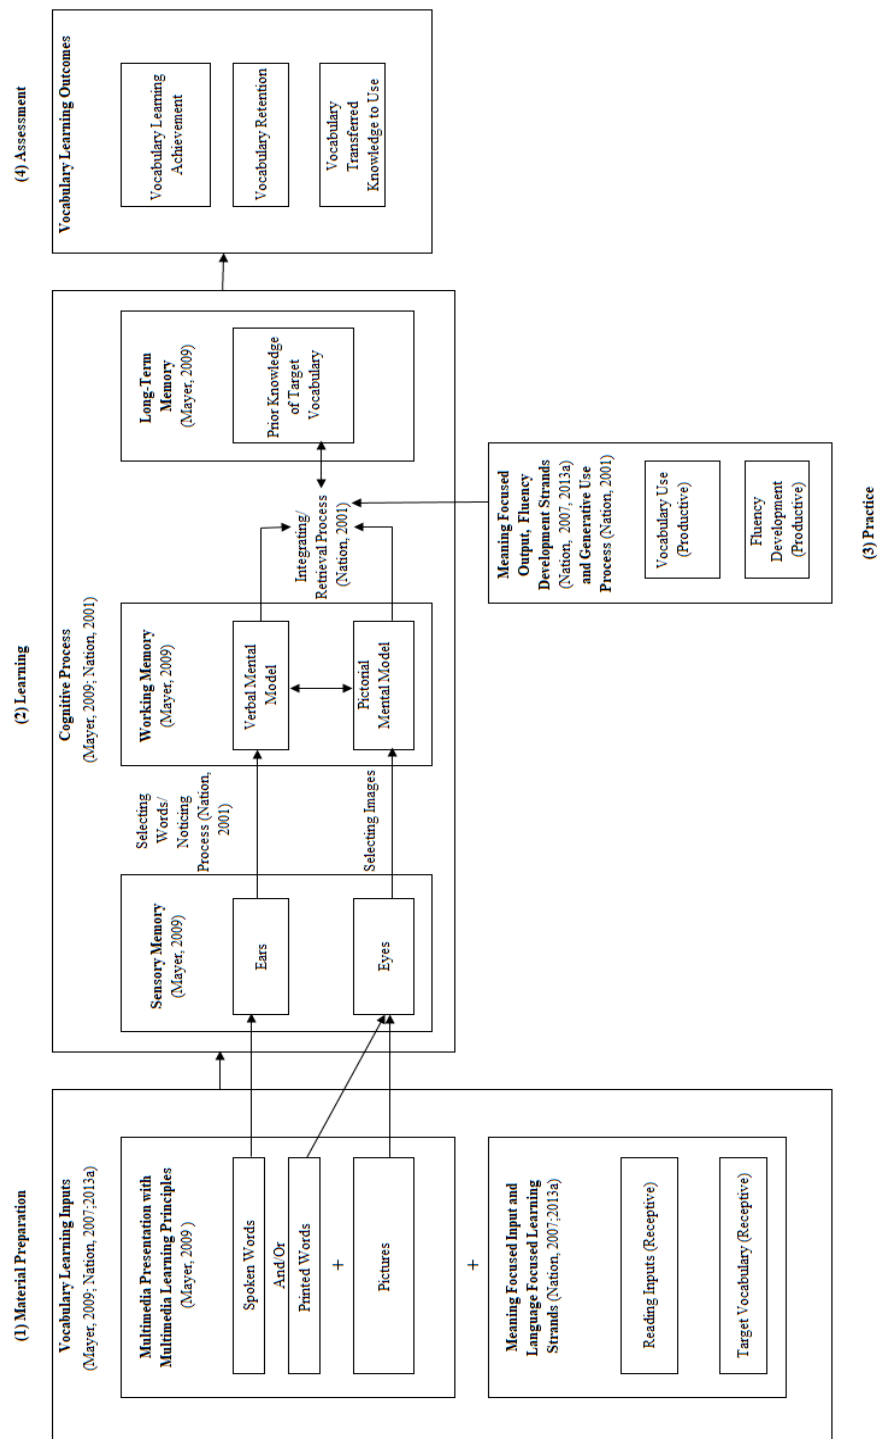 (1) Material Preparation
Vocabulary Learning Inputs
(Mayer, 2009; Nation, 2007;2013a)
Multimedia Presentation with
Multimedia Learning Principles
(Mayer, 2009 )
Spoken Words
And/Or
Printed Words
+
Pictures
+
Meaning Focused Input and
Language Focused Learning
Strands (Nation, 2007;2013a)
Reading Inputs (Receptive)
Target Vocabulary (Receptive)
(2) Learning
Cognitive Process
(Mayer, 2009; Nation, 2001)
Sensory Memory
(Mayer, 2009)
Ears
Eyes
Selecting
Words/
Noticing
Process (Nation,
2001)
Selecting Images
Working Memory
(Mayer, 2009)
Verbal Mental
Model
Pictorial
Mental Model
Integrating/
Retrieval Process
(Nation, 2001)
Long-Term
Memory
(Mayer, 2009)
Prior Knowledge
of Target
Vocabulary
Meaning Focused
Output, Fluency
Development Strands
(Nation, 2007, 2013a)
and Generative Use
Process (Nation, 2001)
Vocabulary Use
(Productive)
Fluency
Development
(Productive)
(3) Practice
(4) Assessment
Vocabulary Learning Outcomes
Vocabulary Learning
Achievement
Vocabulary Retention
Vocabulary
Transferred
Knowledge to Use